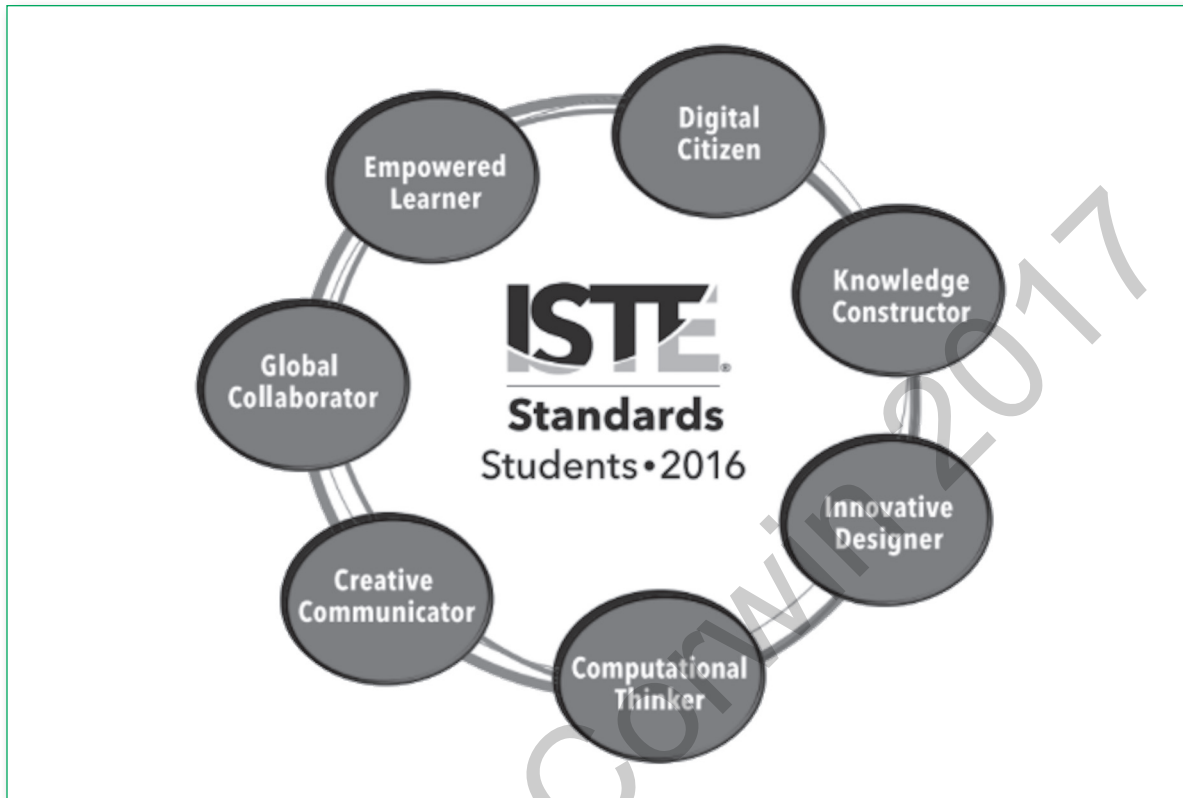 Empowered
Learner
Digital
Citizen
Knowledge
Constructor
Innovative
Designer
Computational
Thinker
Creative
Communicator
Global
Collaborator
ISTE®
Standards
Students•2016
Corwin 2017